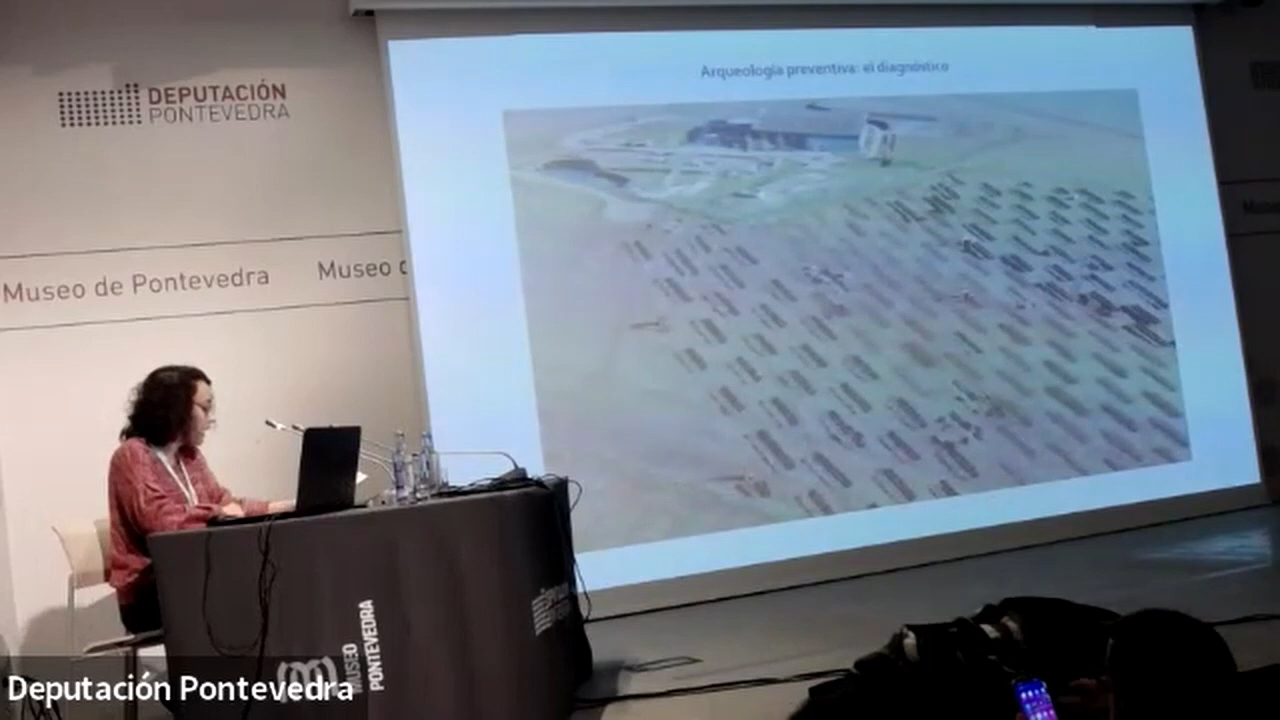 DEPUTACIÓN
PONTEVEDRA
Arqueología preventiva: el diagnóstico
Museo de Pontevedra
Museo d
MUSEO
PONTEVEDRA
Deputación Pontevedra